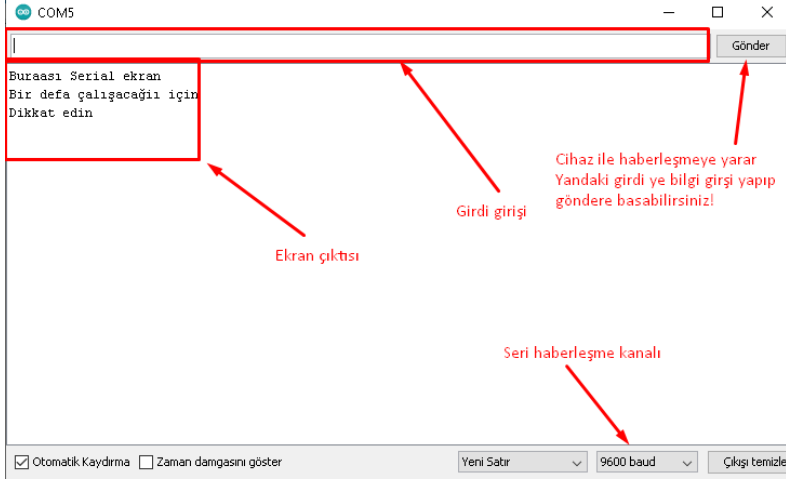 COM5
Gönder
Buraası Serial ekran
Bir defa çalışacağıı için
Dikkat edin
Cihaz ile haberleşmeye yarar
Yandaki girdi ye bilgi girşi yapıp
göndere basabilirsiniz!
Girdi girişi
Ekran çıktısı
Seri haberleşme kanalı
Otomatik Kaydırma
Zaman damgasını göster
Yeni Satır
9600 baud
Çıkışı temizle